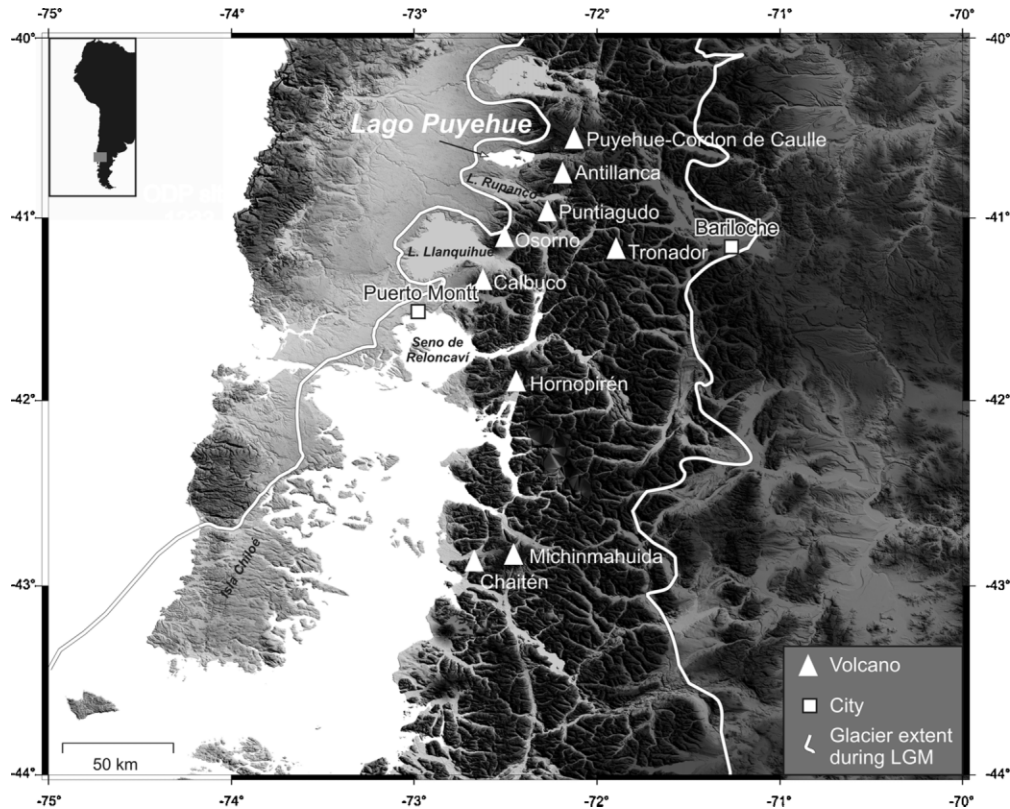 -75° -74° -73° -72° -71° -70°
-40° -40°
Lago Puyehue
Puyehue-Cordon de Caulle
Antillanca
L. Rupanco
Puntiagudo
-41° -41°
Bariloche
Osorno
L. Llanquihue
Tronador
Calbuco
Puerto Montt
Seno de
Reloncaví
Hornopirén
-42° -42°
Michinmahuida
Isla Chiloé
Chaitén
-43° -43°
Volcano
City
Glacier extent
during LGM
50 km
-44° -44°
-75° -74° -73° -72° -71° -70°